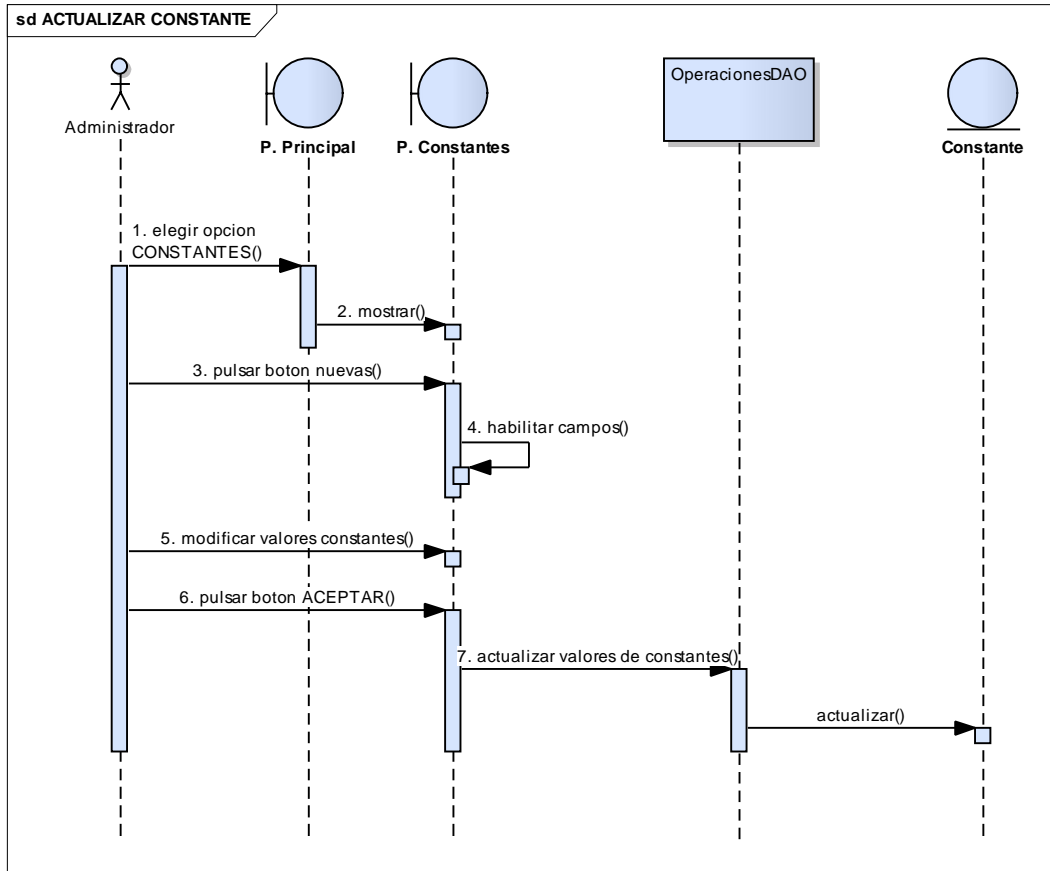 sd ACTUALIZAR CONSTANTE
OperacionesDAO
Administrador
P. Principal
P. Constantes
Constante
1. elegir opcion
CONSTANTES()
2. mostrar()
3. pulsar boton nuevas()
4. habilitar campos()
5. modificar valores constantes()
6. pulsar boton ACEPTAR()
7. actualizar valores de constantes()
actualizar()